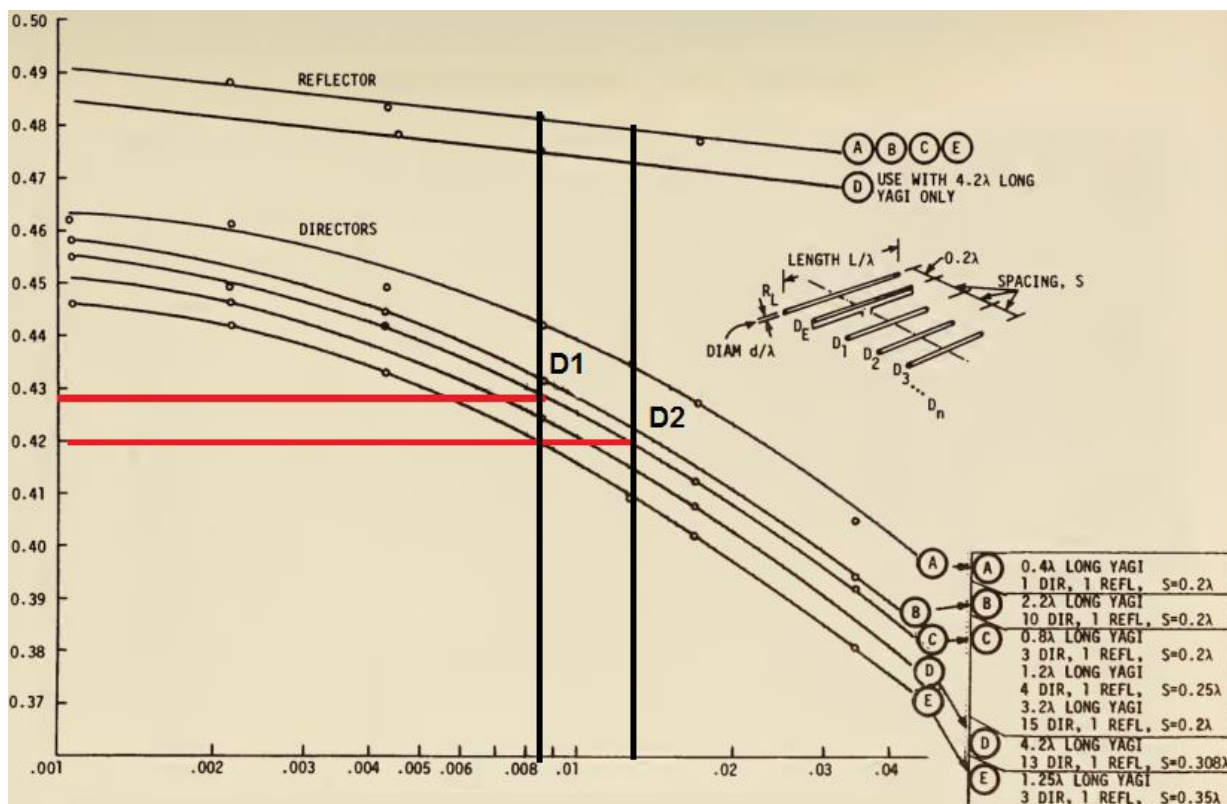 0.50
0.49
0.48
0.47
0.46
0.45
0.44
0.43
0.42
0.41
0.40
0.39
0.38
0.37
.001
.002
.004
.005 .006
.008
.01
.02
.03
.04
REFLECTOR
A B C E
D USE WITH 4.2λ LONG
YAGI ONLY
DIRECTORS
LENGTH L/λ
0.2λ
SPACING, S
RL
DIAM d/λ
DE
D1
D2
D3
Dn
D1
D2
A
B
C
D
E
A 0.4λ LONG YAGI
1 DIR, 1 REFL, S=0.2λ
B 2.2λ LONG YAGI
10 DIR, 1 REFL, S=0.2λ
C 0.8λ LONG YAGI
3 DIR, 1 REFL, S=0.2λ
1.2λ LONG YAGI
4 DIR, 1 REFL, S=0.25λ
3.2λ LONG YAGI
15 DIR, 1 REFL, S=0.2λ
D 4.2λ LONG YAGI
13 DIR, 1 REFL, S=0.308λ
E 1.25λ LONG YAGI
3 DIR, 1 REFL, S=0.35λ